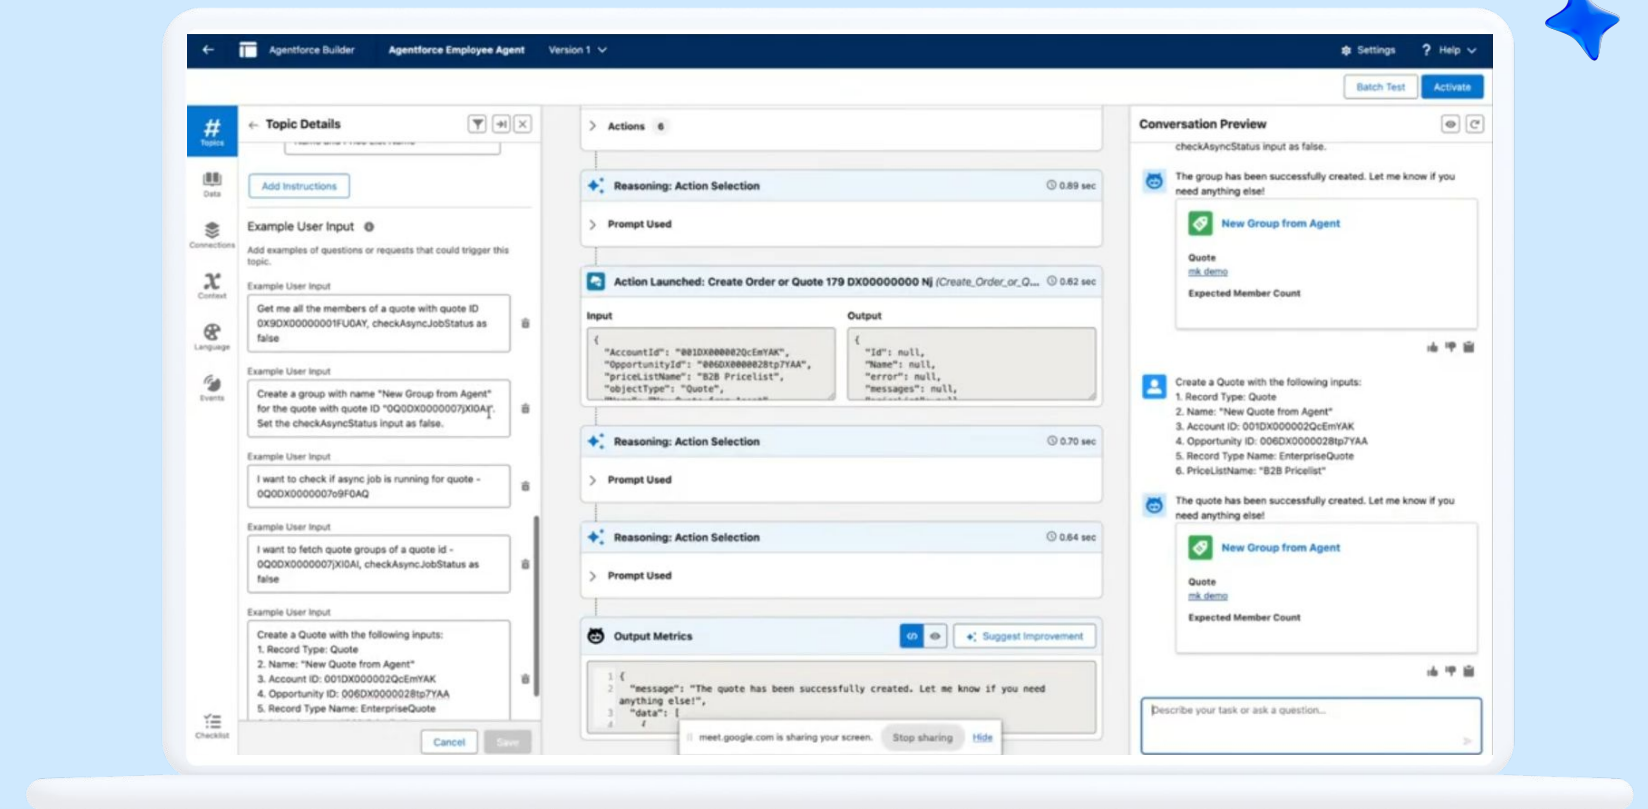 Agentforce Builder
Agentforce Employee Agent
Version 1
Settings
? Help
Batch Test
Activate
Topics
Data
Connections
Context
Language
Events
Checklist
Topic Details
Name and Price List Name
Add Instructions
Example User Input
Add examples of questions or requests that could trigger this
topic.
Example User Input
Get me all the members of a quote with quote ID
0X9DX00000001FU0AY, checkAsyncJobStatus as
false
Example User Input
Create a group with name "New Group from Agent"
for the quote with quote ID "0Q0DX0000007jXI0AI".
Set the checkAsyncStatus input as false.
Example User Input
I want to check if async job is running for quote -
0Q0DX0000007o9F0AQ
Example User Input
I want to fetch quote groups of a quote id -
0Q0DX0000007jXI0AI, checkAsyncJobStatus as
false
Example User Input
Create a Quote with the following inputs:
1. Record Type: Quote
2. Name: "New Quote from Agent"
3. Account ID: 001DX000002QcEmYAK
4. Opportunity ID: 006DX0000028tp7YAA
5. Record Type Name: EnterpriseQuote
Cancel
Save
Actions 6
Reasoning: Action Selection
0.89 sec
Prompt Used
Action Launched: Create Order or Quote 179 DX00000000 Nj (Create_Order_or_Q...
0.62 sec
Input
{
"AccountId": "001DX000002QcEmYAK",
"OpportunityId": "006DX0000028tp7YAA",
"priceListName": "B2B Pricelist",
"objectType": "Quote",
"Name": "New Quote from Agent",
Output
{
"Id": null,
"Name": null,
"error": null,
"messages": null,
Reasoning: Action Selection
0.70 sec
Prompt Used
Reasoning: Action Selection
0.64 sec
Prompt Used
Output Metrics
Suggest Improvement
1 {
2 "message": "The quote has been successfully created. Let me know if you need
anything else!",
3 "data": [
4 {
meet.google.com is sharing your screen.
Stop sharing
Hide
Conversation Preview
checkAsyncStatus input as false.
The group has been successfully created. Let me know if you
need anything else!
New Group from Agent
Quote
mk demo
Expected Member Count
Create a Quote with the following inputs:
1. Record Type: Quote
2. Name: "New Quote from Agent"
3. Account ID: 001DX000002QcEmYAK
4. Opportunity ID: 006DX0000028tp7YAA
5. Record Type Name: EnterpriseQuote
6. PriceListName: "B2B Pricelist"
The quote has been successfully created. Let me know if you
need anything else!
New Group from Agent
Quote
mk demo
Expected Member Count
Describe your task or ask a question...